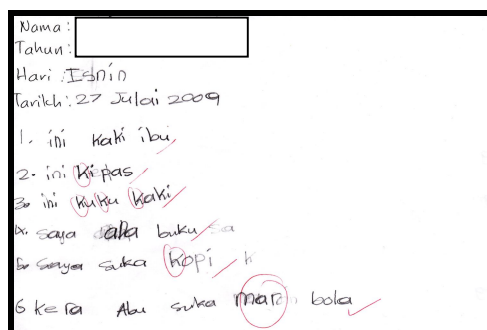 Nama :
Tahun :
Hari : Isnin
Tarikh : 27 Julai 2009
1. ini kaki ibu
2. ini kipas
3. ini kuku kaki
4. saya ada buku
5. saya suka kopi
6 kera Abu suka bola